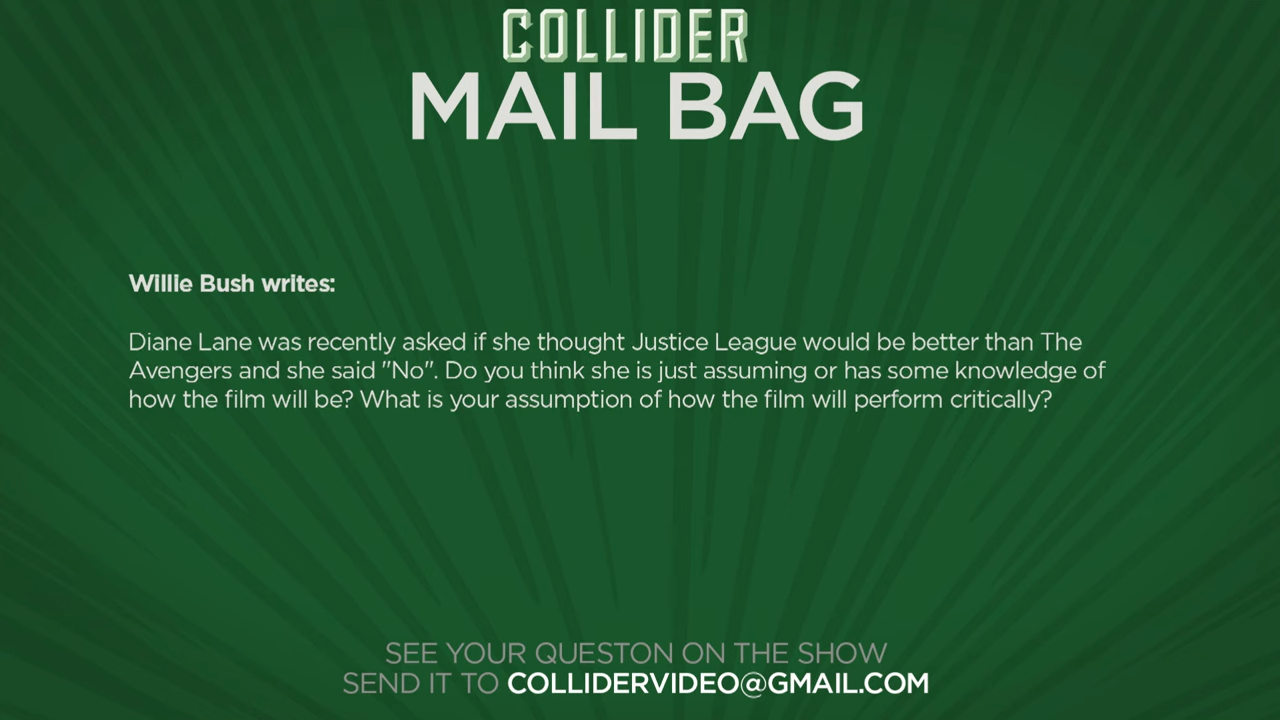 COLLIDER
MAIL BAG
Willie Bush writes:
Diane Lane was recently asked if she thought Justice League would be better than The
Avengers and she said "No". Do you think she is just assuming or has some knowledge of
how the film will be? What is your assumption of how the film will perform critically?
SEE YOUR QUESTON ON THE SHOW
SEND IT TO COLLIDERVIDEO@GMAIL.COM